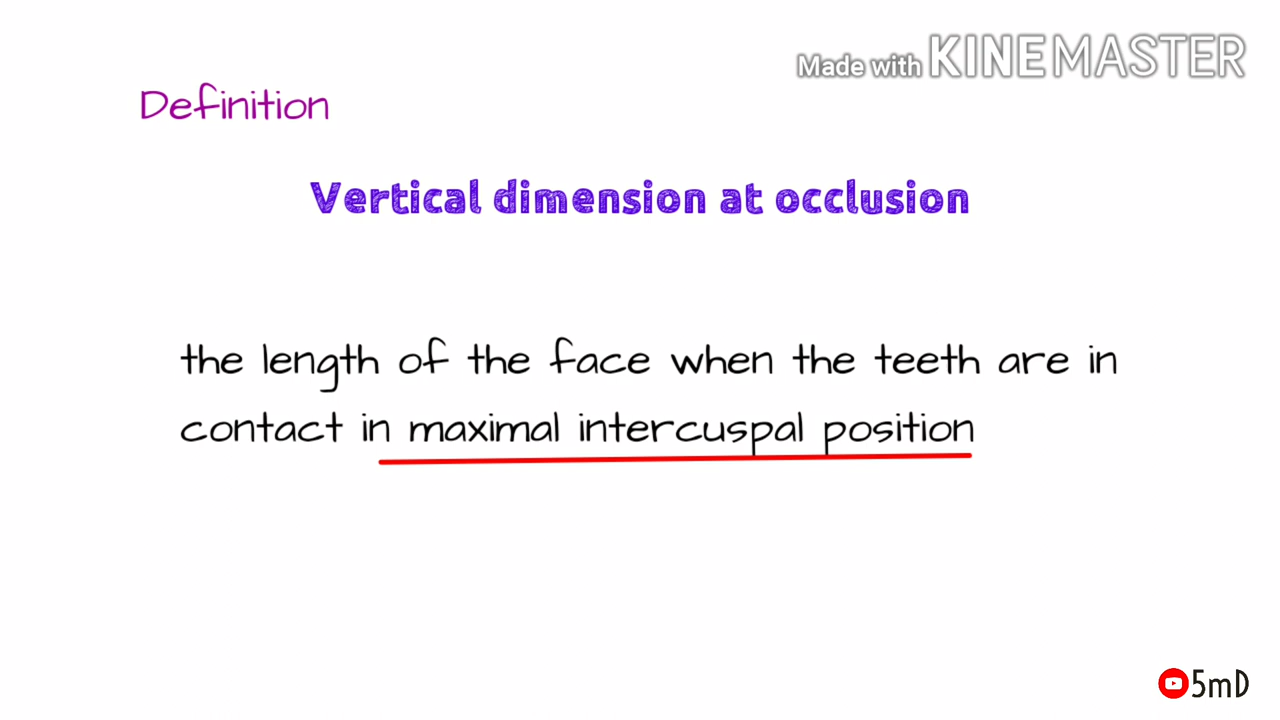 Made with KINEMASTER
Definition
Vertical dimension at occlusion
the length of the face when the teeth are in
contact in maximal intercuspal position
5mD